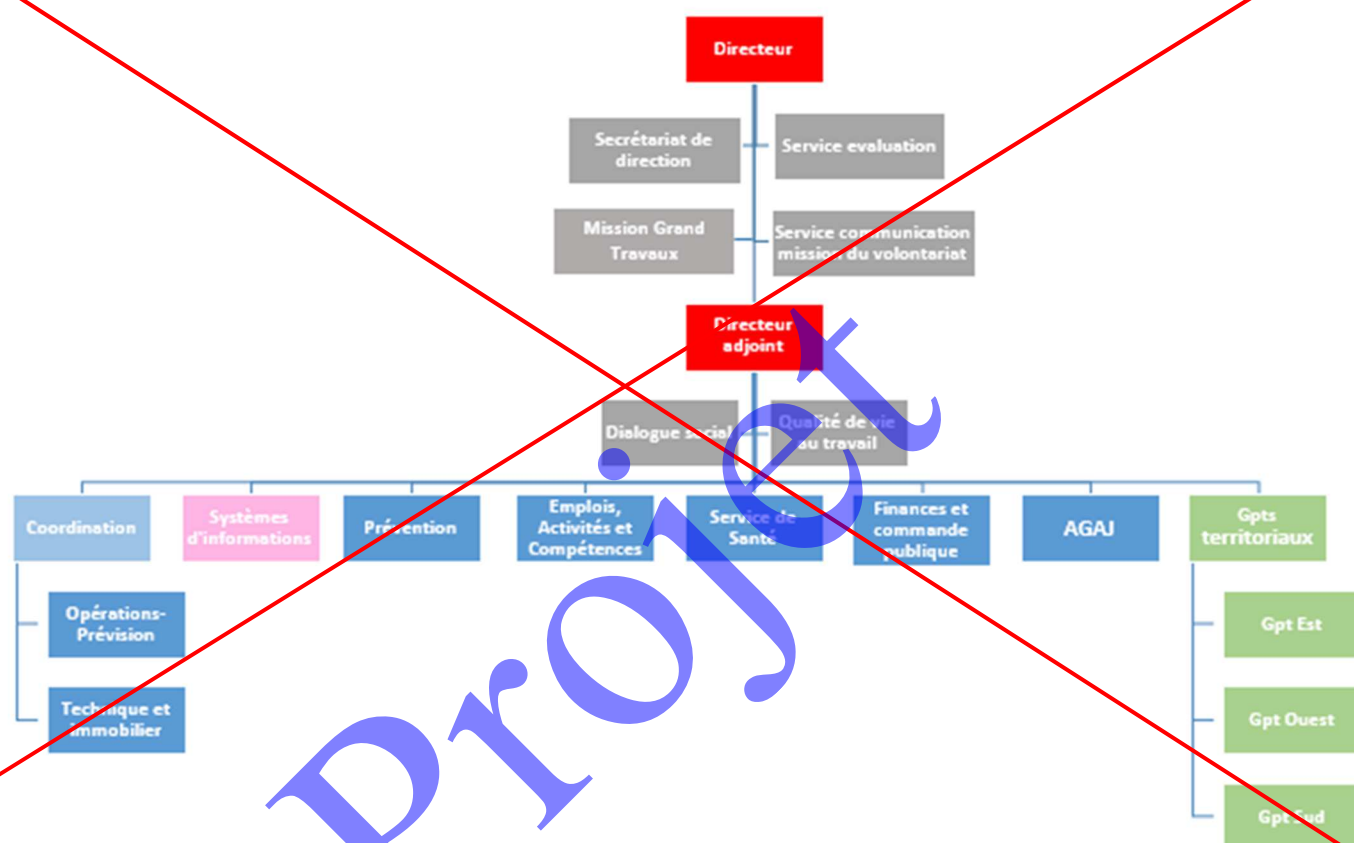 Directeur
Secrétariat de
direction
Service evaluation
Mission Grand
Travaux
Service communication
mission du volontariat
Directeur
adjoint
Dialogue social
Qualité de vie
au travail
Coordination
Systèmes
d'informations
Prévention
Emplois,
Activités et
Compétences
Service de
Santé
Finances et
commande
publique
AGAJ
Gpts
territoriaux
Opérations-
Prévision
Technique et
immobilier
Gpt Est
Gpt Ouest
Gpt Sud
Projet